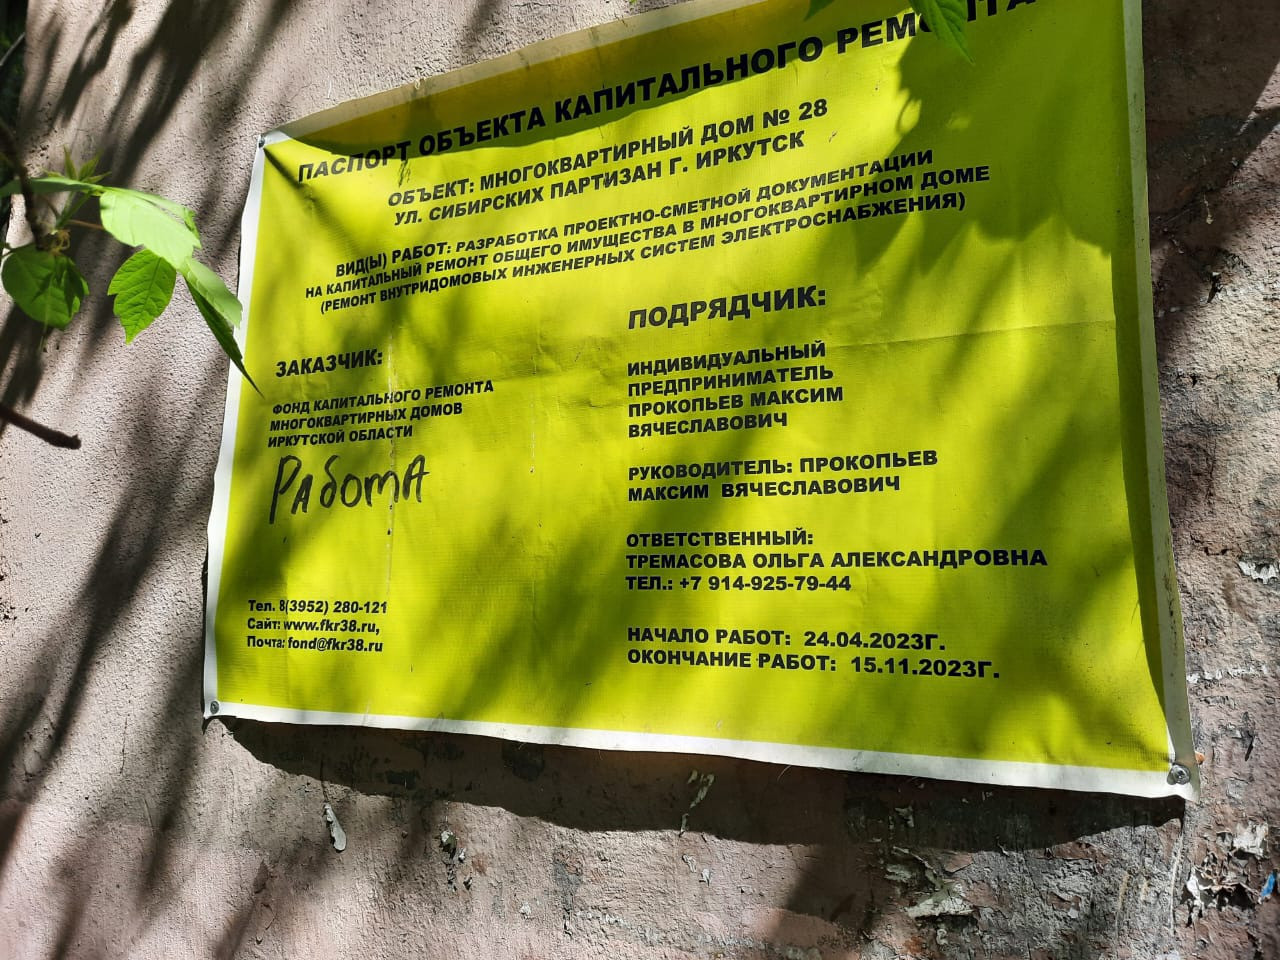 ПАСПОРТ ОБЪЕКТА КАПИТАЛЬНОГО РЕМОНТА
ОБЪЕКТ: МНОГОКВАРТИРНЫЙ ДОМ № 28
УЛ. СИБИРСКИХ ПАРТИЗАН Г. ИРКУТСК
ВИД(Ы) РАБОТ: РАЗРАБОТКА ПРОЕКТНО-СМЕТНОЙ ДОКУМЕНТАЦИИ
НА КАПИТАЛЬНЫЙ РЕМОНТ ОБЩЕГО ИМУЩЕСТВА В МНОГОКВАРТИРНОМ ДОМЕ
(РЕМОНТ ВНУТРИДОМОВЫХ ИНЖЕНЕРНЫХ СИСТЕМ ЭЛЕКТРОСНАБЖЕНИЯ)
ЗАКАЗЧИК:
ФОНД КАПИТАЛЬНОГО РЕМОНТА
МНОГОКВАРТИРНЫХ ДОМОВ
ИРКУТСКОЙ ОБЛАСТИ
РАботА
Тел. 8(3952) 280-121
Сайт: www.fkr38.ru,
Почта: fond@fkr38.ru
ПОДРЯДЧИК:
ИНДИВИДУАЛЬНЫЙ
ПРЕДПРИНИМАТЕЛЬ
ПРОКОПЬЕВ МАКСИМ
ВЯЧЕСЛАВОВИЧ
РУКОВОДИТЕЛЬ: ПРОКОПЬЕВ
МАКСИМ ВЯЧЕСЛАВОВИЧ
ОТВЕТСТВЕННЫЙ:
ТРЕМАСОВА ОЛЬГА АЛЕКСАНДРОВНА
ТЕЛ.: +7 914-925-79-44
НАЧАЛО РАБОТ: 24.04.2023Г.
ОКОНЧАНИЕ РАБОТ: 15.11.2023Г.